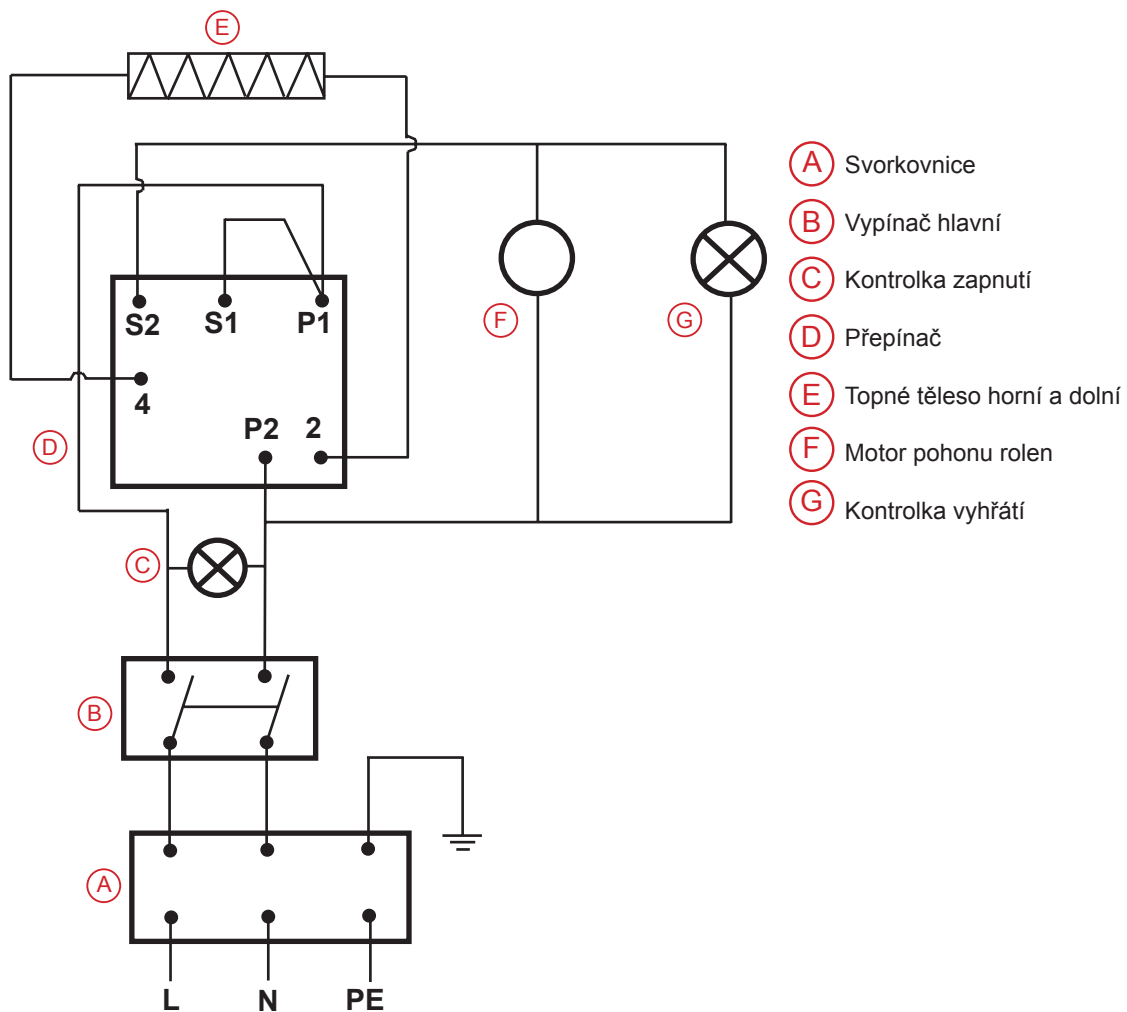 E
A Svorkovnice
B Vypínač hlavní
C Kontrolka zapnutí
D Přepínač
E Topné těleso horní a dolní
F Motor pohonu rolen
G Kontrolka vyhřátí
F
G
S2 S1 P1
4
P2 2
D
C
B
A
L N PE